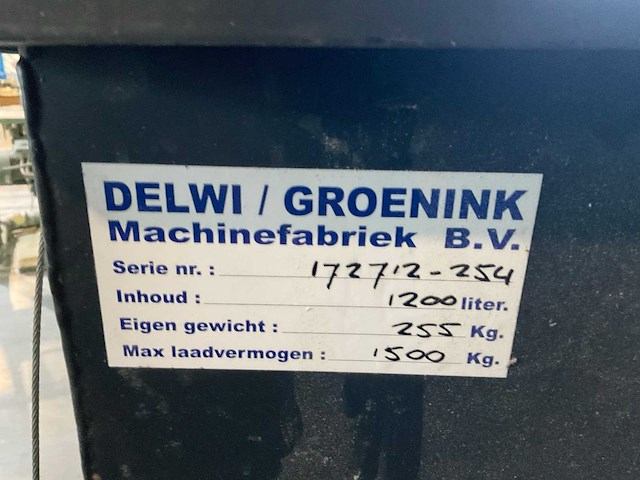 DELWI / GROENINK
Machinefabriek B.V.
Serie nr. : 172712-254
Inhoud : 1200 liter.
Eigen gewicht : 255 Kg.
Max laadvermogen : 1500 Kg.